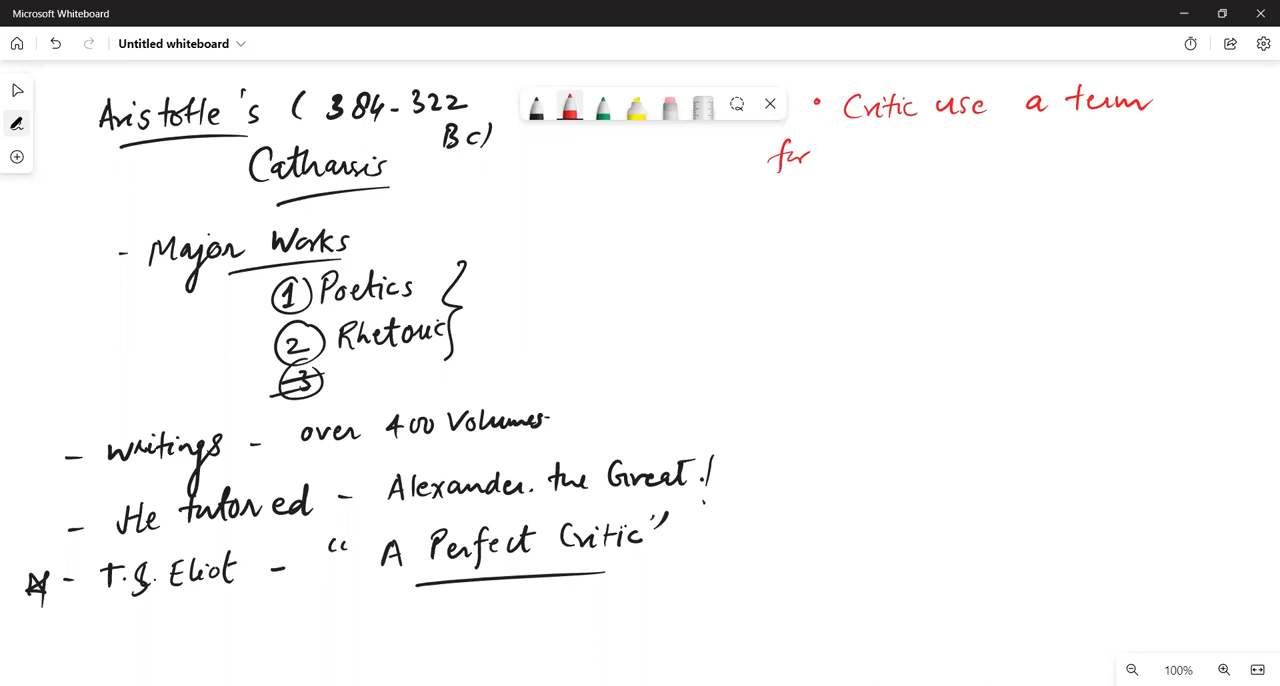 Microsoft Whiteboard
Untitled whiteboard
Aristotle's (384-322
BC)
Catharsis
- Major Works
1 Poetics
2 Rhetoric
3
- Writings - over 400 Volumes
- He tutored - Alexander. the Great!
- T.S. Eliot - "A Perfect Critic"
• Critic use a term
for
100%